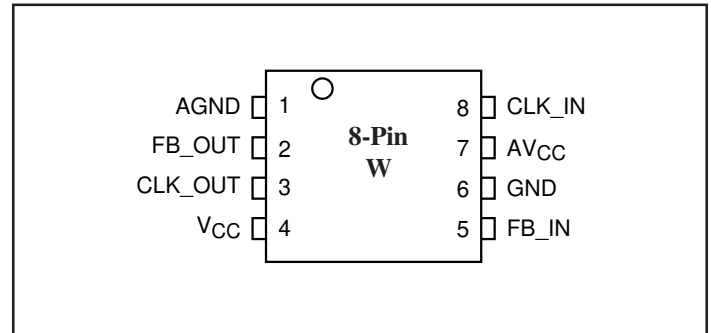 AGND 1 8 CLK_IN
FB_OUT 2 8-Pin 7 AVCC
CLK_OUT 3 W 6 GND
VCC 4 5 FB_IN